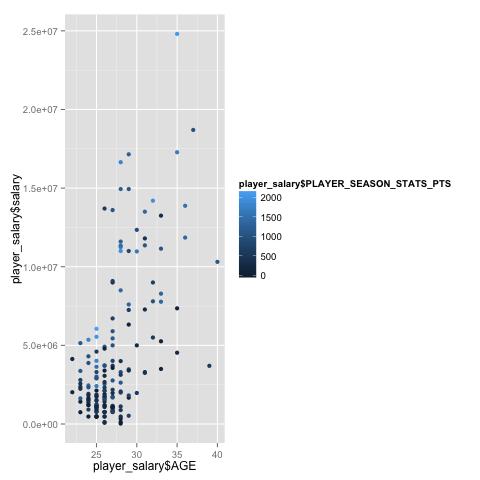 2.5e+07
2.0e+07
1.5e+07
1.0e+07
5.0e+06
0.0e+00
player_salary$salary
25
30
35
40
player_salary$AGE
player_salary$PLAYER_SEASON_STATS_PTS
2000
1500
1000
500
0